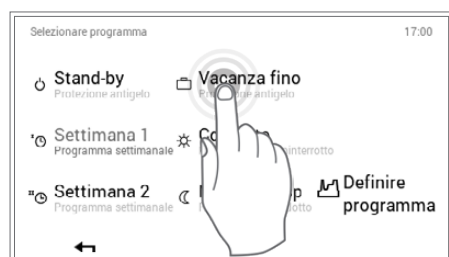 Selezionare programma 17:00
Stand-by
Protezione antigelo
Vacanza fino
antigelo
Settimana 1
Programma settimanale
Settimana 2
Programma settimanale
Definire
programma